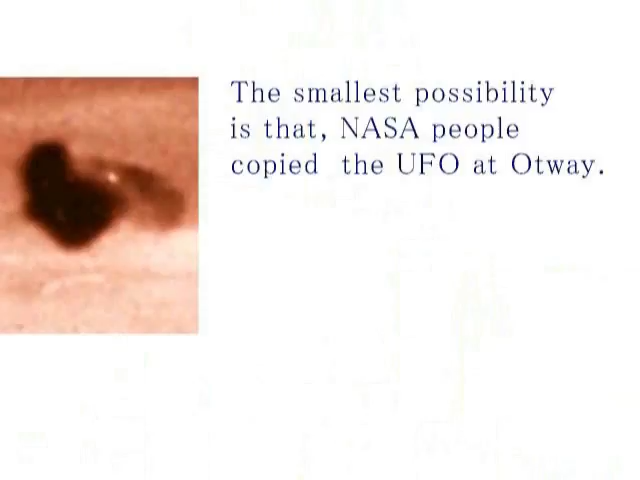 The smallest possibility
is that, NASA people
copied the UFO at Otway.